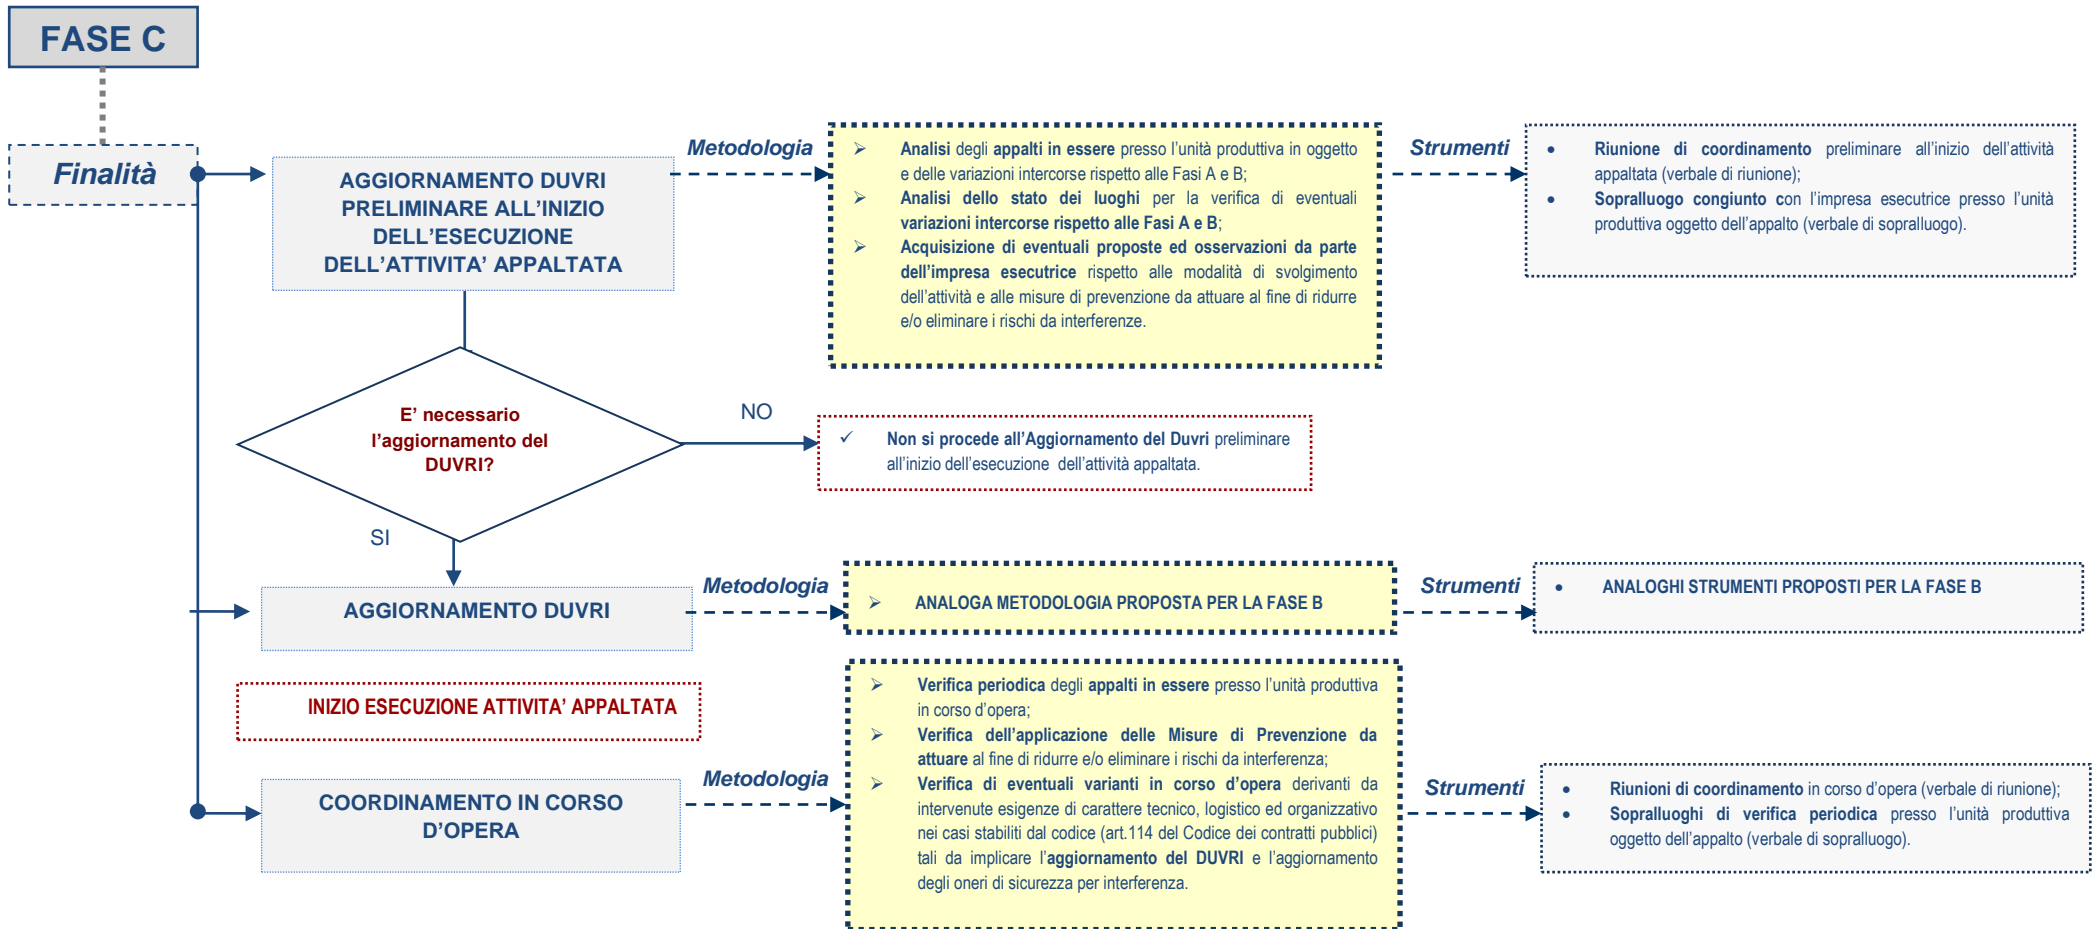 FASE C
Finalità
AGGIORNAMENTO DUVRI
PRELIMINARE ALL’INIZIO
DELL’ESECUZIONE
DELL’ATTIVITA’ APPALTATA
Metodologia
➢ Analisi degli appalti in essere presso l’unità produttiva in oggetto
e delle variazioni intercorse rispetto alle Fasi A e B;
➢ Analisi dello stato dei luoghi per la verifica di eventuali
variazioni intercorse rispetto alle Fasi A e B;
➢ Acquisizione di eventuali proposte ed osservazioni da parte
dell’impresa esecutrice rispetto alle modalità di svolgimento
dell’attività e alle misure di prevenzione da attuare al fine di ridurre
e/o eliminare i rischi da interferenze.
Strumenti
• Riunione di coordinamento preliminare all’inizio dell’attività
appaltata (verbale di riunione);
• Sopralluogo congiunto con l’impresa esecutrice presso l’unità
produttiva oggetto dell’appalto (verbale di sopralluogo).
E’ necessario
l’aggiornamento del
DUVRI?
NO
✓ Non si procede all’Aggiornamento del Duvri preliminare
all’inizio dell’esecuzione dell’attività appaltata.
SI
AGGIORNAMENTO DUVRI
Metodologia
➢ ANALOGA METODOLOGIA PROPOSTA PER LA FASE B
Strumenti
• ANALOGHI STRUMENTI PROPOSTI PER LA FASE B
INIZIO ESECUZIONE ATTIVITA’ APPALTATA
COORDINAMENTO IN CORSO
D’OPERA
Metodologia
➢ Verifica periodica degli appalti in essere presso l’unità produttiva
in corso d’opera;
➢ Verifica dell’applicazione delle Misure di Prevenzione da
attuare al fine di ridurre e/o eliminare i rischi da interferenza;
➢ Verifica di eventuali varianti in corso d’opera derivanti da
intervenute esigenze di carattere tecnico, logistico ed organizzativo
nei casi stabiliti dal codice (art.114 del Codice dei contratti pubblici)
tali da implicare l’aggiornamento del DUVRI e l’aggiornamento
degli oneri di sicurezza per interferenza.
Strumenti
• Riunioni di coordinamento in corso d’opera (verbale di riunione);
• Sopralluoghi di verifica periodica presso l’unità produttiva
oggetto dell’appalto (verbale di sopralluogo).